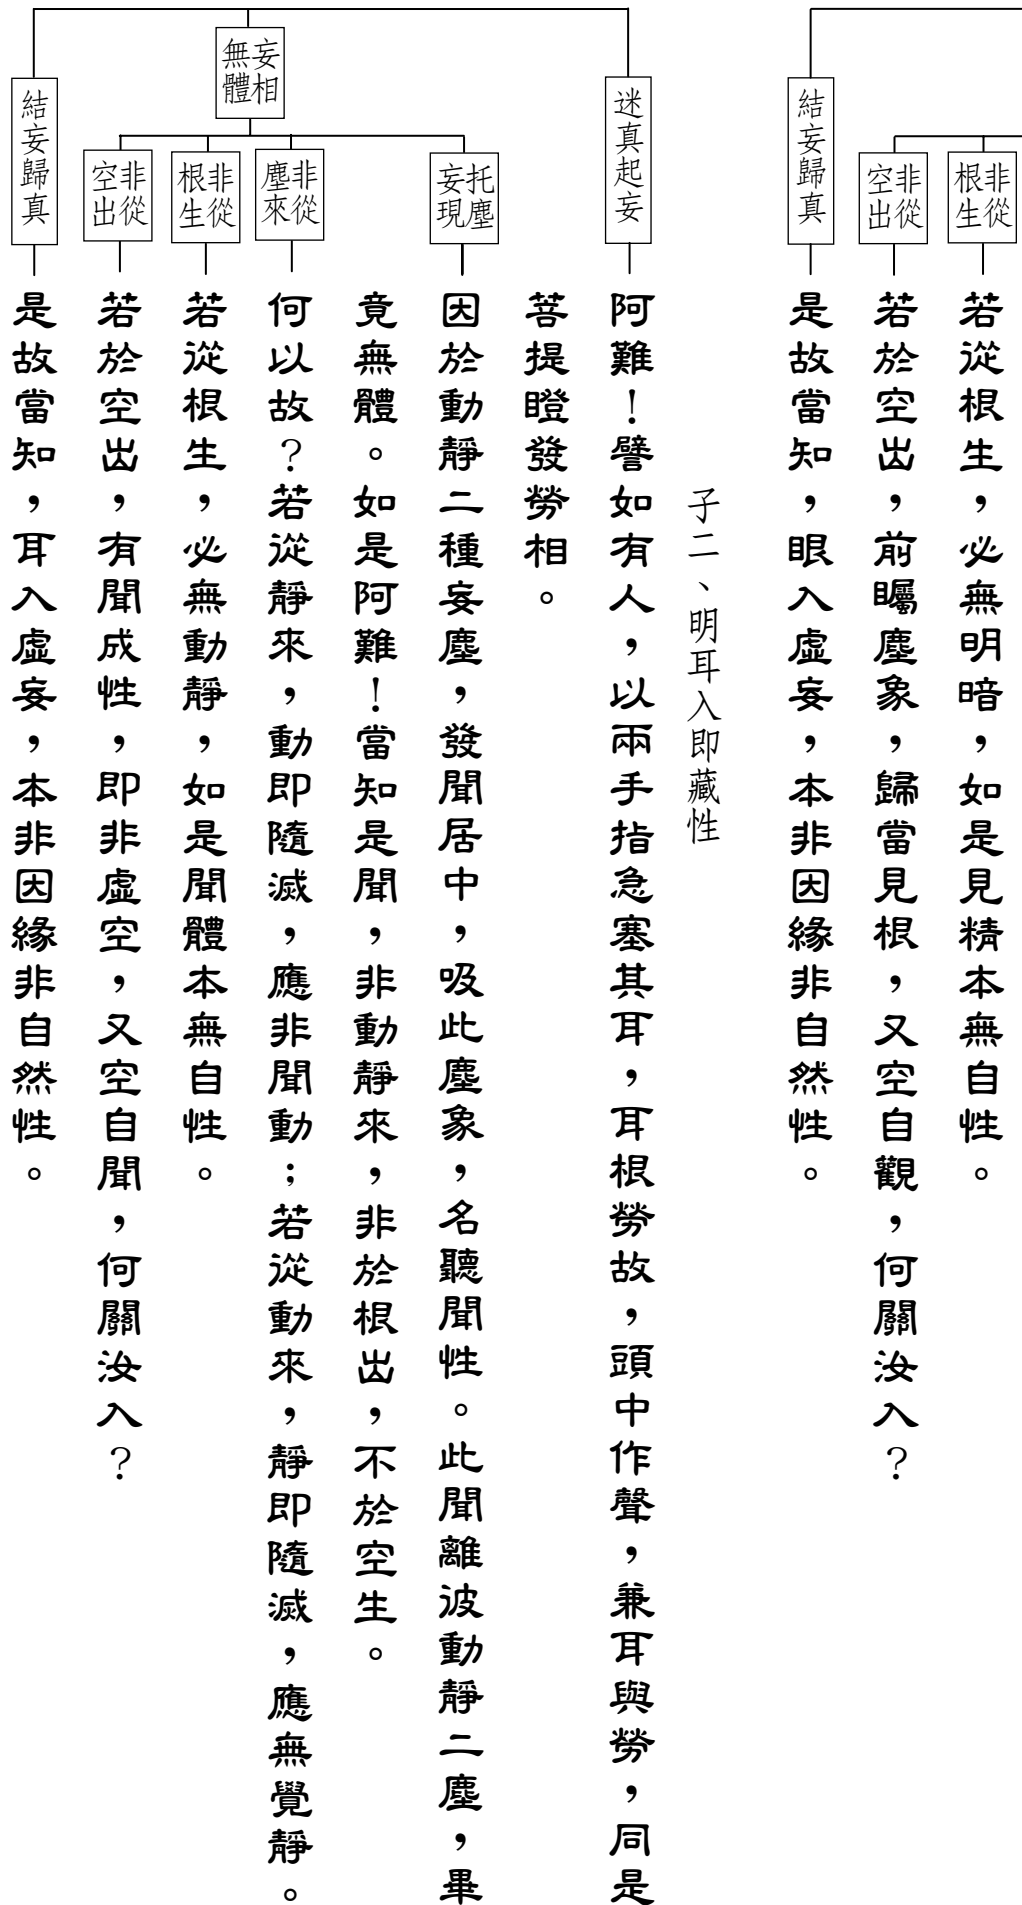 非從根生
若從根生，必無明暗，如是見精本無自性。
非從空出
若於空出，前矚塵象，歸當見根，又空自觀，何關汝入？
結妄歸真
是故當知，眼入虛妄，本非因緣非自然性。
子二、明耳入即藏性
迷真起妄
阿難！譬如有人，以兩手指急塞其耳，耳根勞故，頭中作聲，兼耳與勞，同是
菩提瞪發勞相。
妄相無體
托塵妄現
因於動靜二種妄塵，發聞居中，吸此塵象，名聽聞性。此聞離彼動靜二塵，畢
竟無體。如是阿難！當知是聞，非動靜來，非於根出，不於空生。
非從塵來
何以故？若從靜來，動即隨滅，應非聞動；若從動來，靜即隨滅，應無覺靜。
非從根生
若從根生，必無動靜，如是聞體本無自性。
非從空出
若於空出，有聞成性，即非虛空，又空自聞，何關汝入？
結妄歸真
是故當知，耳入虛妄，本非因緣非自然性。